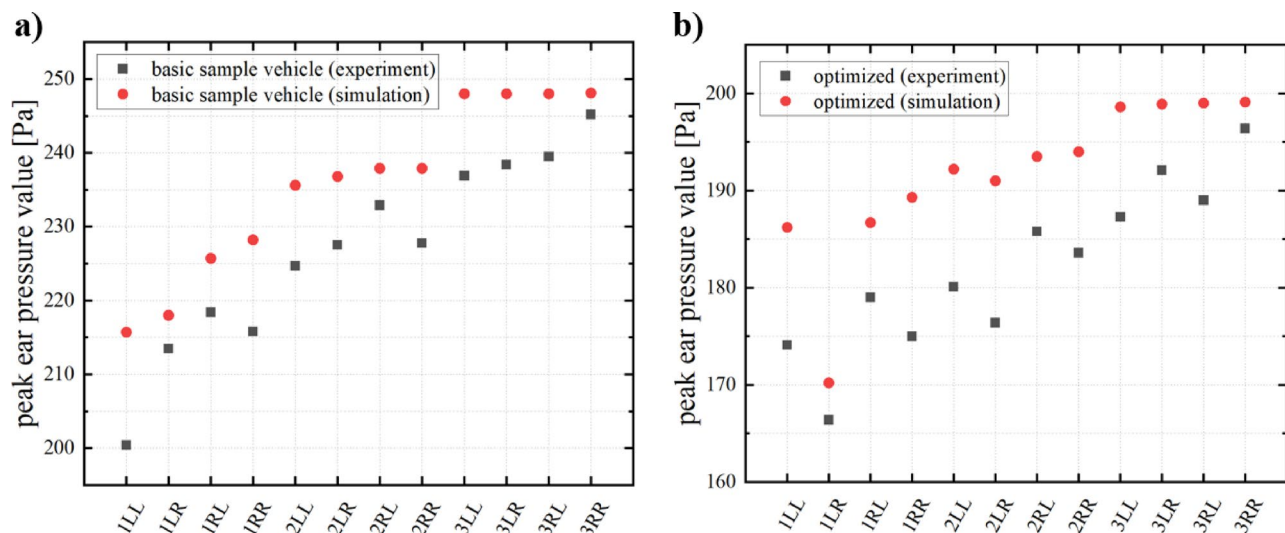 a)
basic sample vehicle (experiment)
basic sample vehicle (simulation)
peak ear pressure value [Pa]
250
240
230
220
210
200
1LL 1LR 1RL 1RR 2LL 2LR 2RL 2RR 3LL 3LR 3RL 3RR
b)
optimized (experiment)
optimized (simulation)
peak ear pressure value [Pa]
200
190
180
170
160
1LL 1LR 1RL 1RR 2LL 2LR 2RL 2RR 3LL 3LR 3RL 3RR